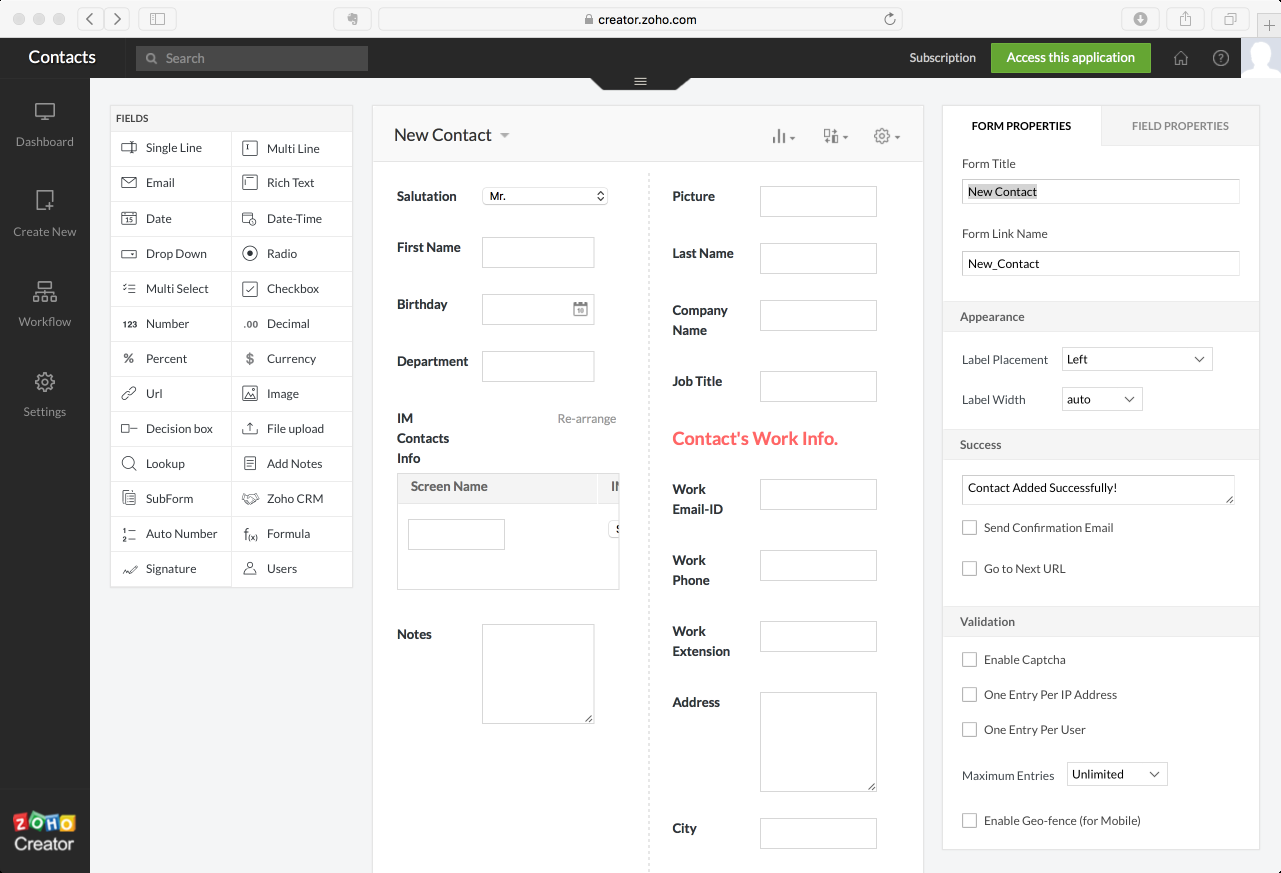 creator.zoho.com
Contacts
Search
Subscription
Access this application
Dashboard
Create New
Workflow
Settings
ZOHO
Creator
FIELDS
Single Line
Multi Line
Email
Rich Text
Date
Date-Time
Drop Down
Radio
Multi Select
Checkbox
123 Number
.00 Decimal
% Percent
$ Currency
Url
Image
Decision box
File upload
Lookup
Add Notes
SubForm
Zoho CRM
Auto Number
f(x) Formula
Signature
Users
New Contact
Salutation
Mr.
First Name
Birthday
Department
IM
Contacts
Info
Re-arrange
Screen Name
Notes
Picture
Last Name
Company
Name
Job Title
Contact's Work Info.
Work
Email-ID
Work
Phone
Work
Extension
Address
City
FORM PROPERTIES
FIELD PROPERTIES
Form Title
New Contact
Form Link Name
New_Contact
Appearance
Label Placement
Left
Label Width
auto
Success
Contact Added Successfully!
Send Confirmation Email
Go to Next URL
Validation
Enable Captcha
One Entry Per IP Address
One Entry Per User
Maximum Entries
Unlimited
Enable Geo-fence (for Mobile)